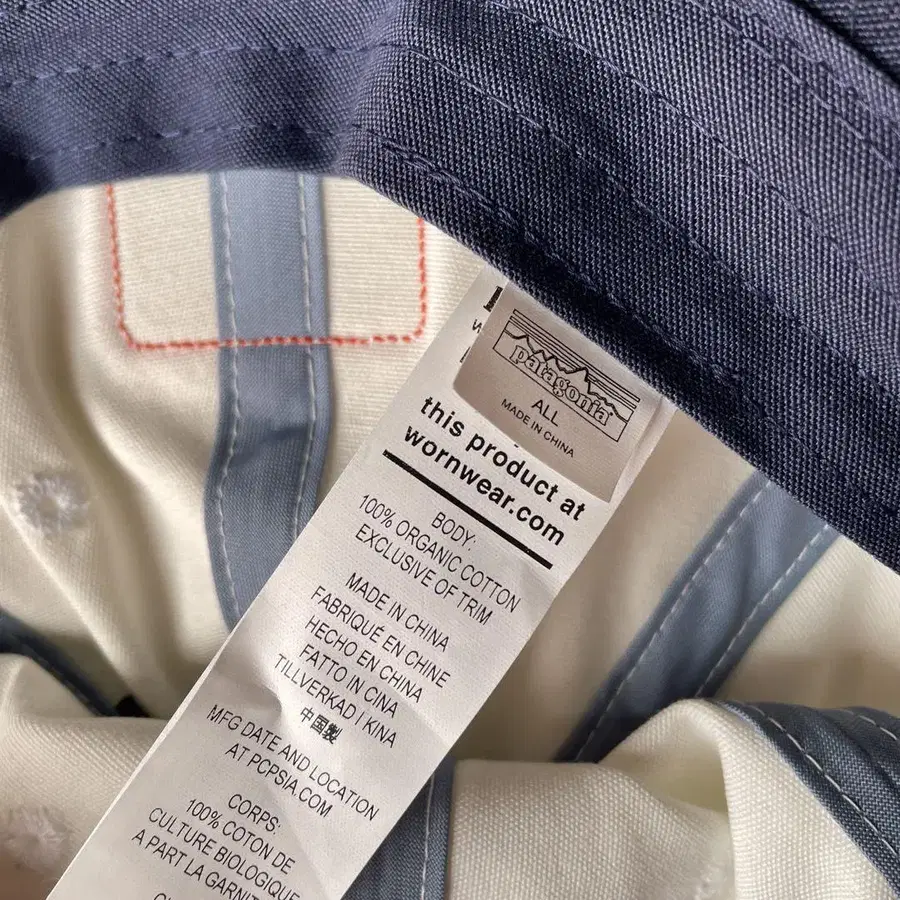 patagonia
ALL
MADE IN CHINA
this product at
wornwear.com
BODY:
100% ORGANIC COTTON
EXCLUSIVE OF TRIM
MADE IN CHINA
FABRIQUÉ EN CHINE
HECHO EN CHINA
FATTO IN CINA
TILLVERKAD I KINA
中国製
MFG DATE AND LOCATION
AT PCPSIA.COM
CORPS:
100% COTON DE
CULTURE BIOLOGIQUE
A PART LA GARNIT